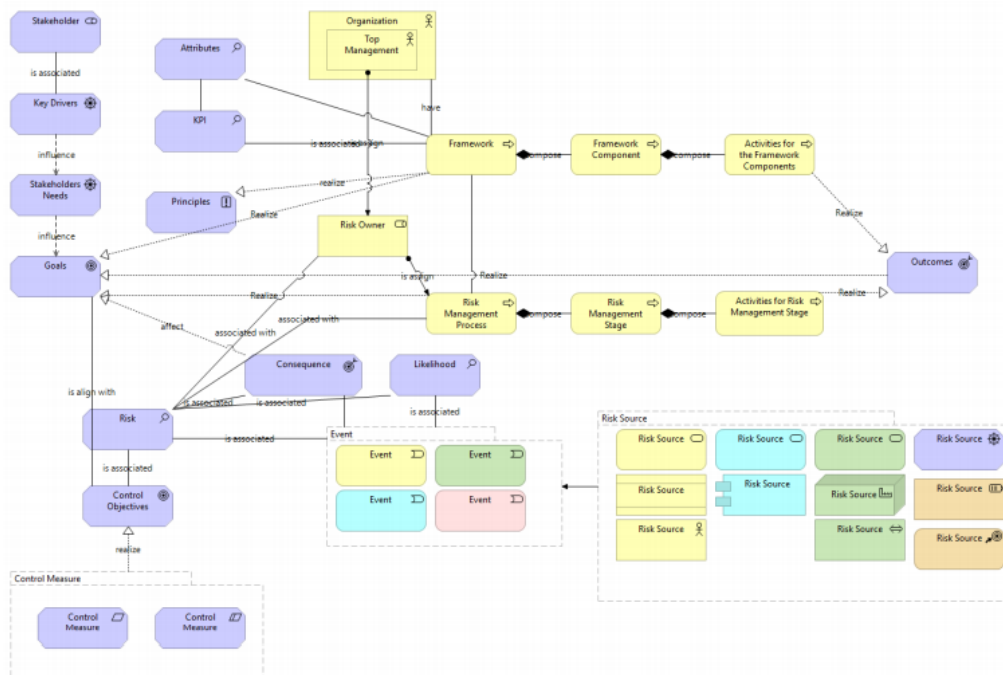 Stakeholder
Organization
Top
Management
Attributes
is associated
Key Drivers
have
KPI
is associated
assign
Framework
compose
Framework
Component
compose
Activities for
the Framework
Components
influence
realize
Stakeholders
Needs
Principles
Realize
Realize
Risk Owner
influence
Goals
is assign
Realize
Outcomes
Realize
Realize
Risk
Management
Process
compose
Risk
Management
Stage
compose
Activities for Risk
Management Stage
affect
associated with
associated with
Consequence
Likelihood
is align with
is associated
is associated
is associated
Risk
is associated
Event
Event
Event
Event
Event
Risk Source
Risk Source
Risk Source
Risk Source
Risk Source
Risk Source
Risk Source
Risk Source
Risk Source
Risk Source
Risk Source
Risk Source
is associated
Control
Objectives
realize
Control Measure
Control
Measure
Control
Measure